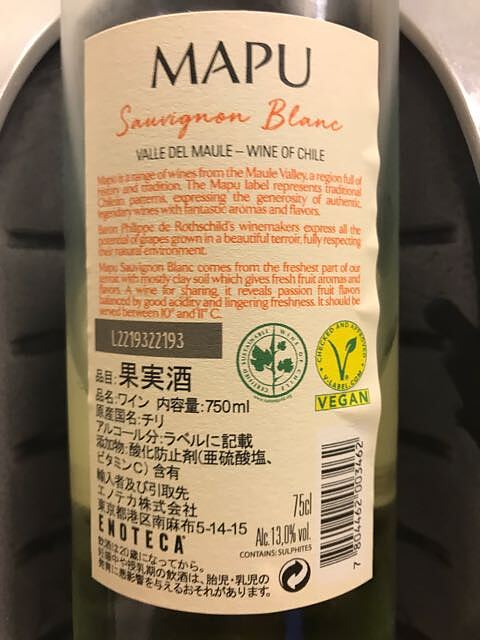 MAPU
Sauvignon Blanc
VALLE DEL MAULE – WINE OF CHILE
Mapu is a range of wines from the Maule Valley, a region full of
history and tradition. The Mapu label represents traditional
Chilean patterns, expressing the generosity of authentic,
legendary wines with fantastic aromas and flavors.
Baron Philippe de Rothschild's winemakers express all the
potential of grapes grown in a beautiful terroir, fully respecting
their natural environment.
Mapu Sauvignon Blanc comes from the freshest part of our
terroir, with mostly clay soil which gives fresh fruit aromas and
flavors. A wine for sharing, it reveals passion fruit flavors
balanced by good acidity and lingering freshness. It should be
served between 10° and 11° C.
L2219322193
CERTIFIED SUSTAINABLE WINE OF CHILE
CHECKED AND APPROVED
V-LABEL.COM
VEGAN
品目:果実酒
品名:ワイン 内容量:750ml
原産国名:チリ
アルコール分:ラベルに記載
添加物:酸化防止剤(亜硫酸塩、
ビタミンC)含有
輸入者及び引取先
エノテカ株式会社
東京都港区南麻布5-14-15
ENOTECA
飲酒は20歳になってから。
妊娠中や授乳期の飲酒は、胎児・乳児の
発育に悪影響を与えるおそれがあります。
75cl
Alc.13,0% vol.
CONTAINS: SULPHITES
7 804462 003462